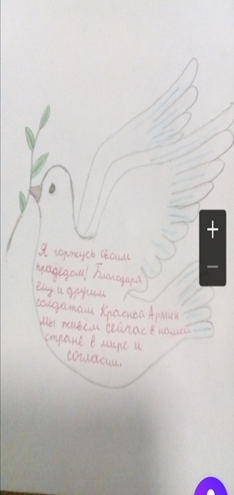 Я горжусь своим
прадедом! Благодаря
ему и другим
солдатам Красной Армии
мы живем сейчас в нашей
стране в мире и
согласии.